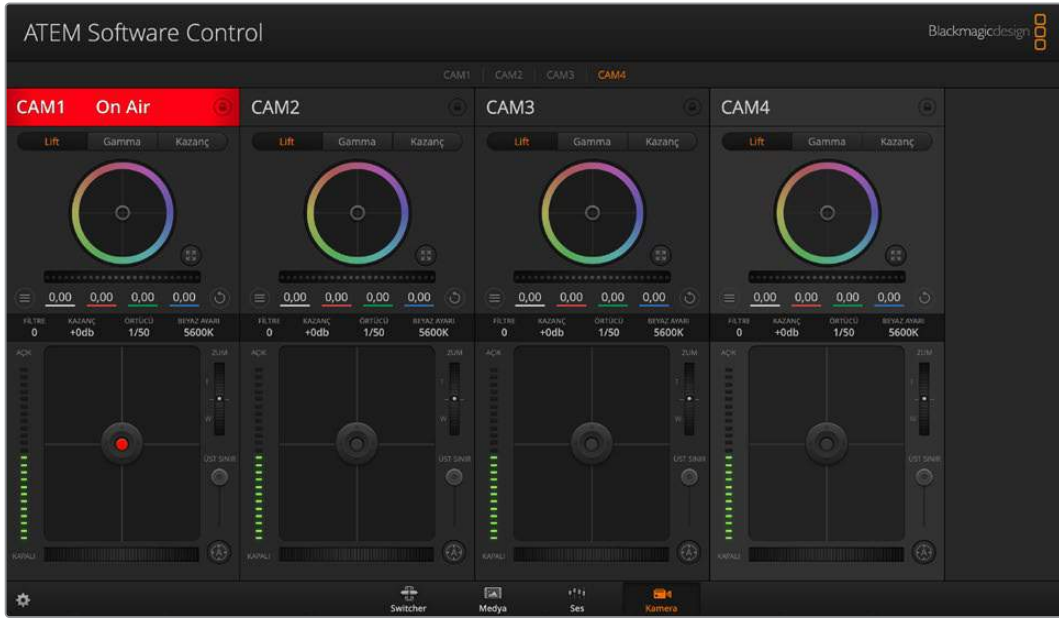 ATEM Software Control
Blackmagicdesign
CAM1 CAM2 CAM3 CAM4
CAM1 On Air CAM2 CAM3 CAM4
Lift Gamma Kazanç Lift Gamma Kazanç Lift Gamma Kazanç Lift Gamma Kazanç
0,00 0,00 0,00 0,00 0,00 0,00 0,00 0,00 0,00 0,00 0,00 0,00 0,00 0,00 0,00 0,00
FİLTRE KAZANÇ ÖRTÜCÜ BEYAZ AYARI FİLTRE KAZANÇ ÖRTÜCÜ BEYAZ AYARI FİLTRE KAZANÇ ÖRTÜCÜ BEYAZ AYARI FİLTRE KAZANÇ ÖRTÜCÜ BEYAZ AYARI
0 +0db 1/50 5600K 0 +0db 1/50 5600K 0 +0db 1/50 5600K 0 +0db 1/50 5600K
AÇIK ZUM AÇIK ZUM AÇIK ZUM AÇIK ZUM
T T T T
W W W W
ÜST SINIR ÜST SINIR ÜST SINIR ÜST SINIR
KAPALI KAPALI KAPALI KAPALI
Switcher Medya Ses Kamera